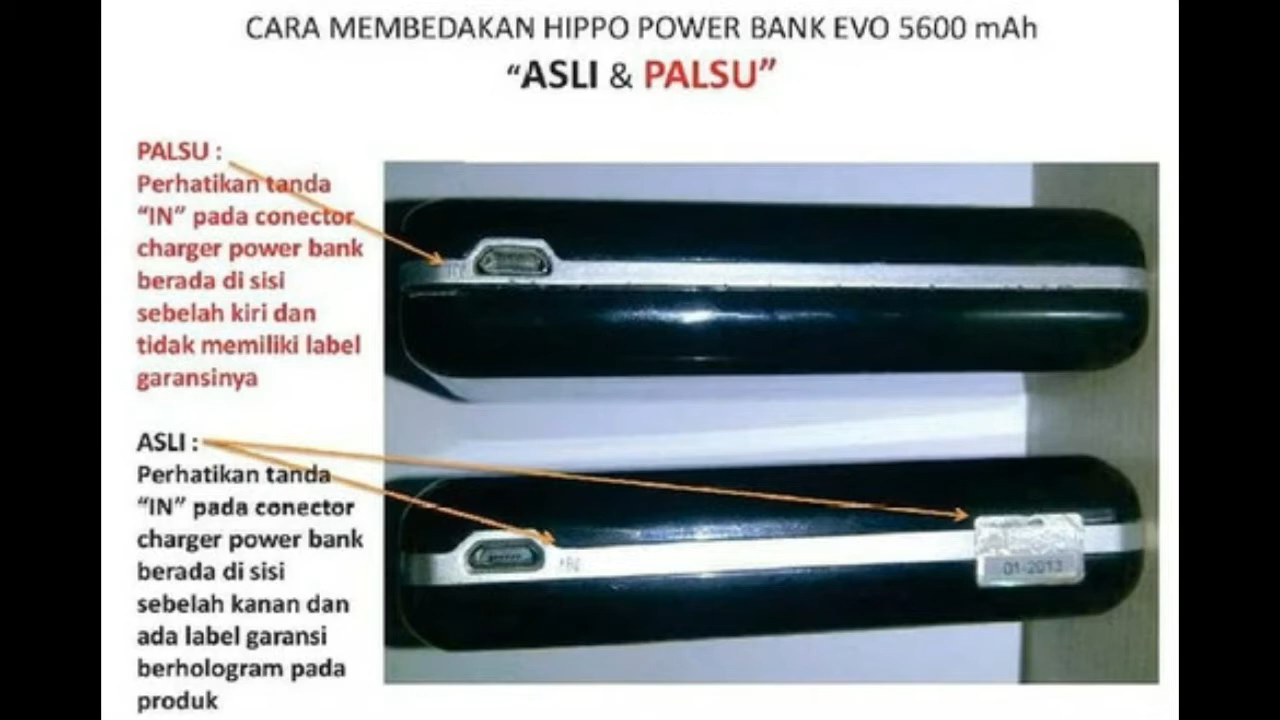 CARA MEMBEDAKAN HIPPO POWER BANK EVO 5600 mAh
“ASLI & PALSU”
PALSU :
Perhatikan tanda
“IN” pada conector
charger power bank
berada di sisi
sebelah kiri dan
tidak memiliki label
garansinya
ASLI :
Perhatikan tanda
“IN” pada conector
charger power bank
berada di sisi
sebelah kanan dan
ada label garansi
berhologram pada
produk
IN
IN
01-2013